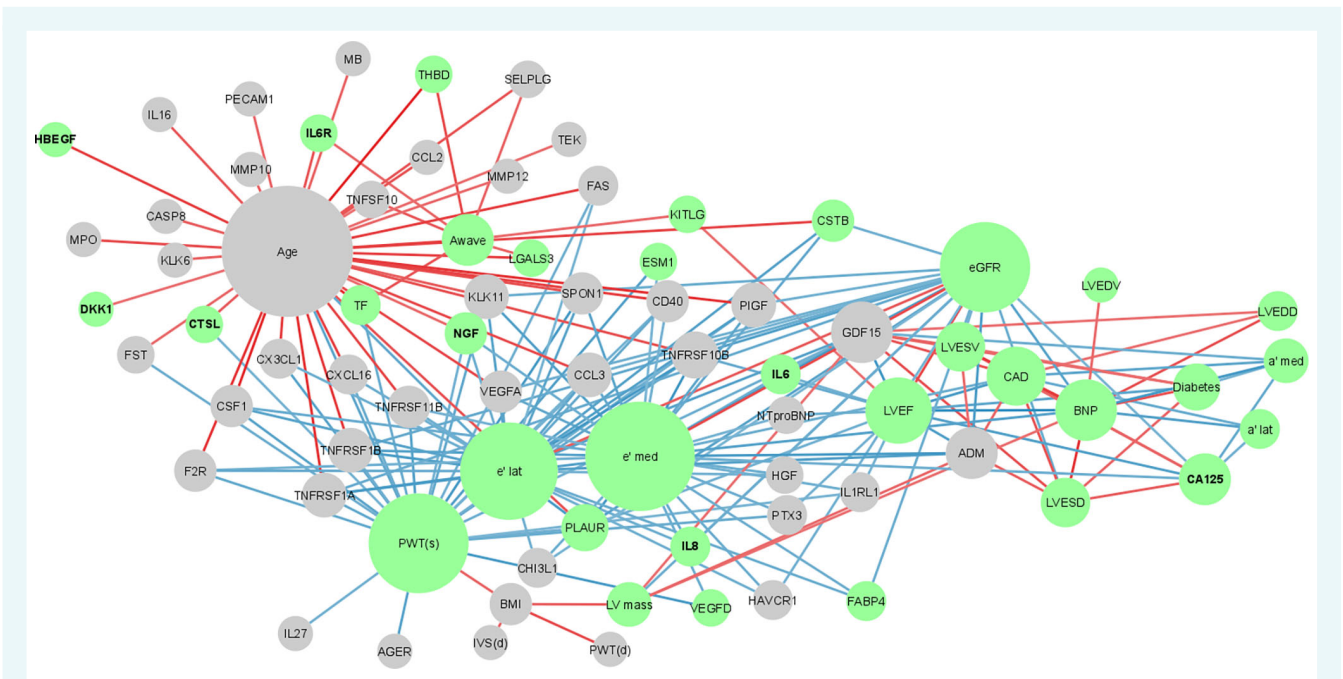 MB
THBD
SELPLG
PECAM1
IL16
IL6R
HBEGF
TEK
CCL2
MMP10
MMP12
FAS
TNFSF10
CASP8
KITLG
CSTB
MPO
Age
Awave
KLK6
LGALS3
ESM1
eGFR
LVEDV
DKK1
CTSL
TF
KLK11
SPON1
CD40
PIGF
LVEDD
NGF
GDF15
LVESV
FST
CX3CL1
CXCL16
CCL3
TNFRSF10B
IL6
CAD
a' med
Diabetes
VEGFA
CSF1
TNFRSF11B
NTproBNP
LVEF
BNP
a' lat
TNFRSF1B
e' lat
e' med
ADM
F2R
HGF
CA125
TNFRSF1A
IL1RL1
LVESD
PTX3
PLAUR
PWT(s)
IL8
CHI3L1
BMI
LV mass
VEGFD
HAVCR1
FABP4
IL27
IVS(d)
PWT(d)
AGER